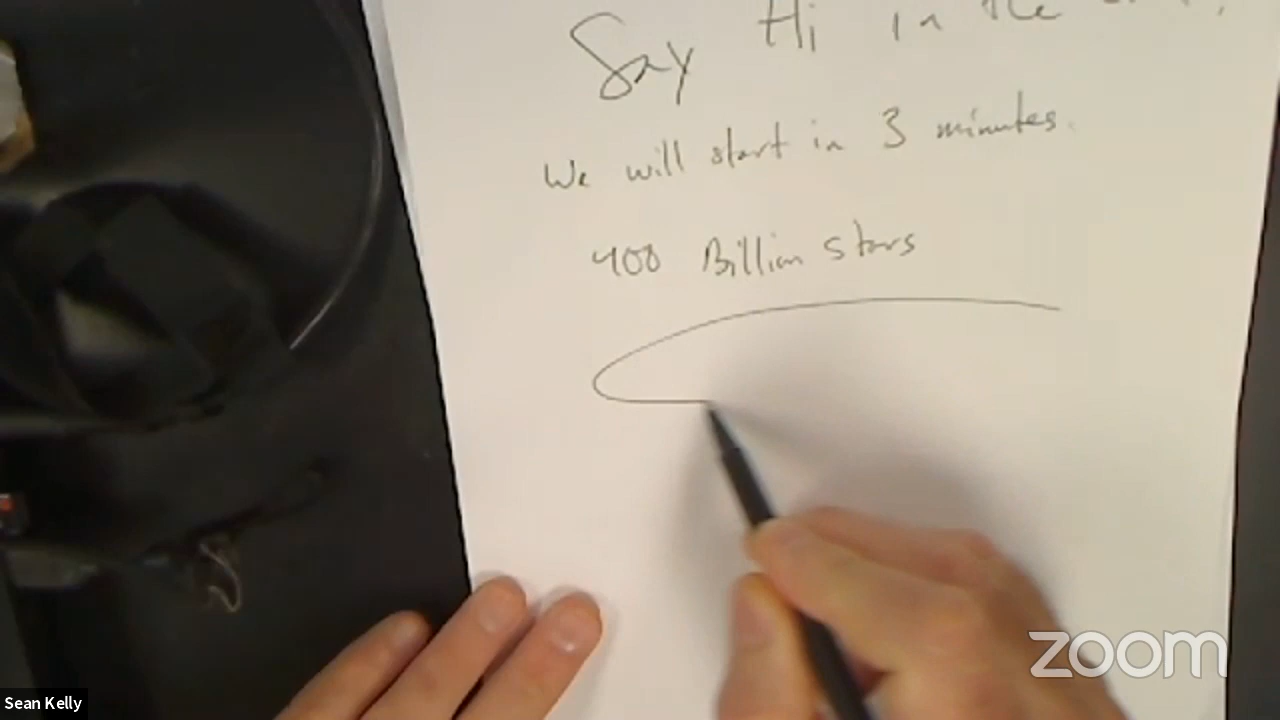 Say Hi in the
We will start in 3 minutes.
400 Billion Stars
zoom
Sean Kelly